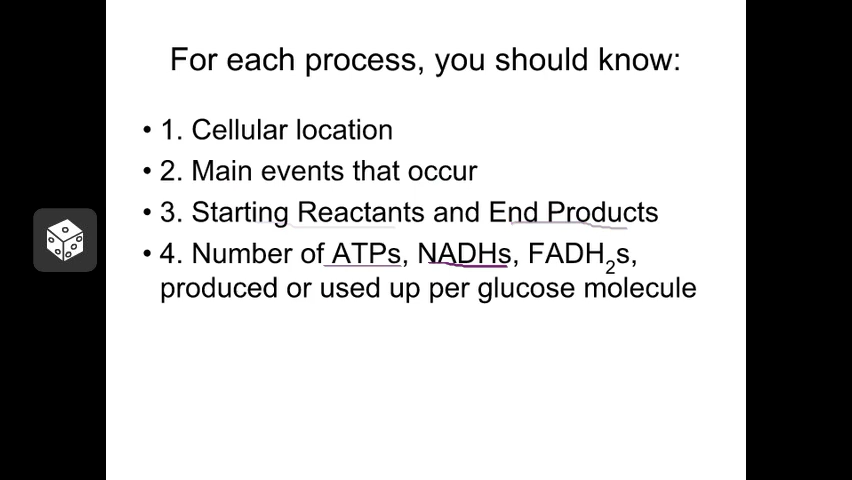 For each process, you should know:
• 1. Cellular location
• 2. Main events that occur
• 3. Starting Reactants and End Products
• 4. Number of ATPs, NADHs, FADH₂s,
produced or used up per glucose molecule